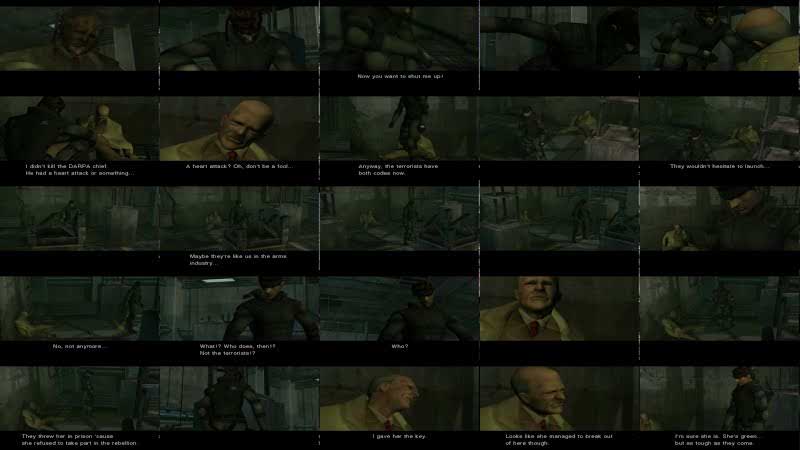 Now you want to shut me up!
I didn't kill the DARPA chief.
He had a heart attack or something...
A heart attack? Oh, don't be a fool...
Anyway, the terrorists have
both codes now.
They wouldn't hesitate to launch...
Maybe they're like us in the arms
industry...
No, not anymore...
What!? Who does, then!?
Not the terrorists!?
Who?
They threw her in prison 'cause
she refused to take part in the rebellion
I gave her the key.
Looks like she managed to break out
of here though.
I'm sure she is. She's green...
but as tough as they come.